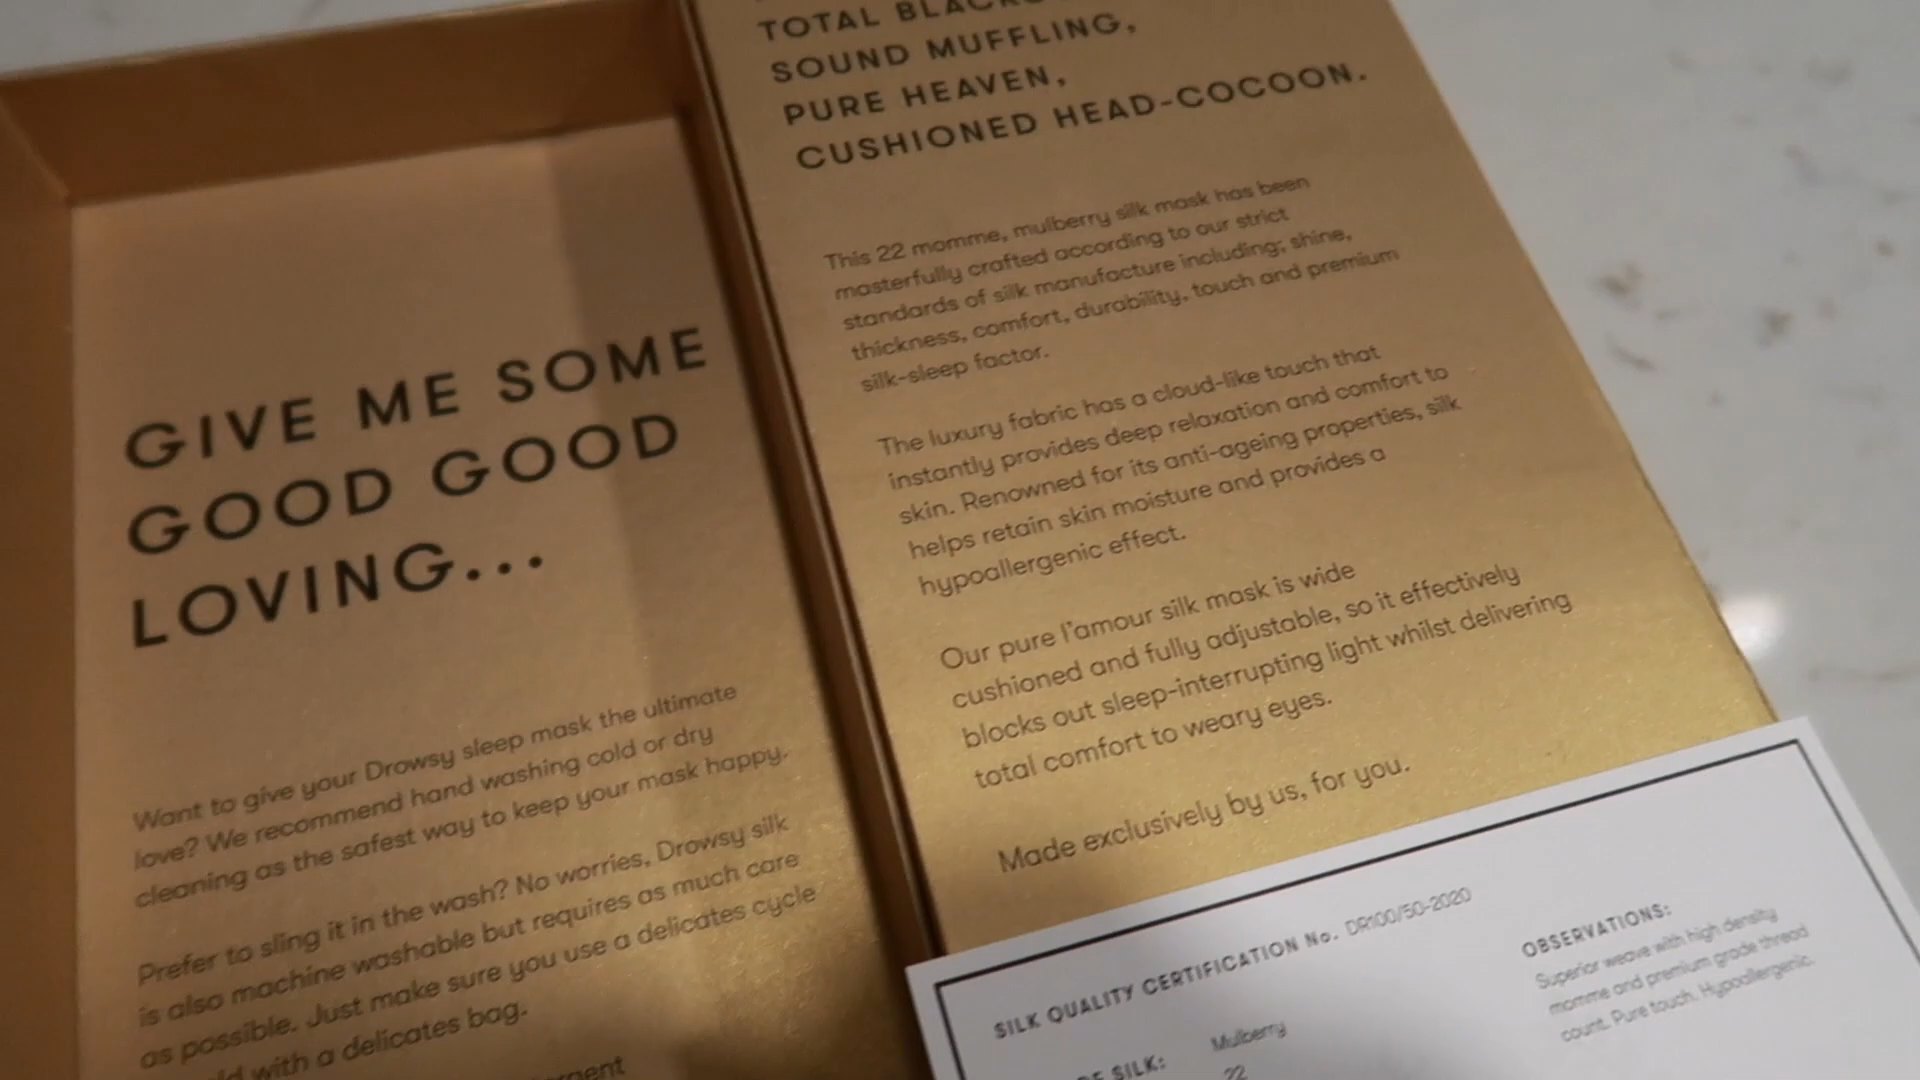 GIVE ME SOME
GOOD GOOD
LOVING...
Want to give your Drowsy sleep mask the ultimate
love? We recommend hand washing cold or dry
cleaning as the safest way to keep your mask happy.
Prefer to sling it in the wash? No worries, Drowsy silk
is also machine washable but requires as much care
as possible. Just make sure you use a delicates cycle
with a delicates bag.
TOTAL
SOUND MUFFLING,
PURE HEAVEN,
CUSHIONED HEAD-COCOON.
This 22 momme, mulberry silk mask has been
masterfully crafted according to our strict
standards of silk manufacture including; shine,
thickness, comfort, durability, touch and premium
silk-sleep factor.
The luxury fabric has a cloud-like touch that
instantly provides deep relaxation and comfort to
skin. Renowned for its anti-ageing properties, silk
helps retain skin moisture and provides a
hypoallergenic effect.
Our pure l'amour silk mask is wide
cushioned and fully adjustable, so it effectively
blocks out sleep-interrupting light whilst delivering
total comfort to weary eyes.
Made exclusively by us, for you.
SILK QUALITY CERTIFICATION No. DR100/50-2020
SILK: Mulberry
22
OBSERVATIONS:
Superior weave with high density
momme and premium grade thread
count. Pure touch. Hypoallergenic.